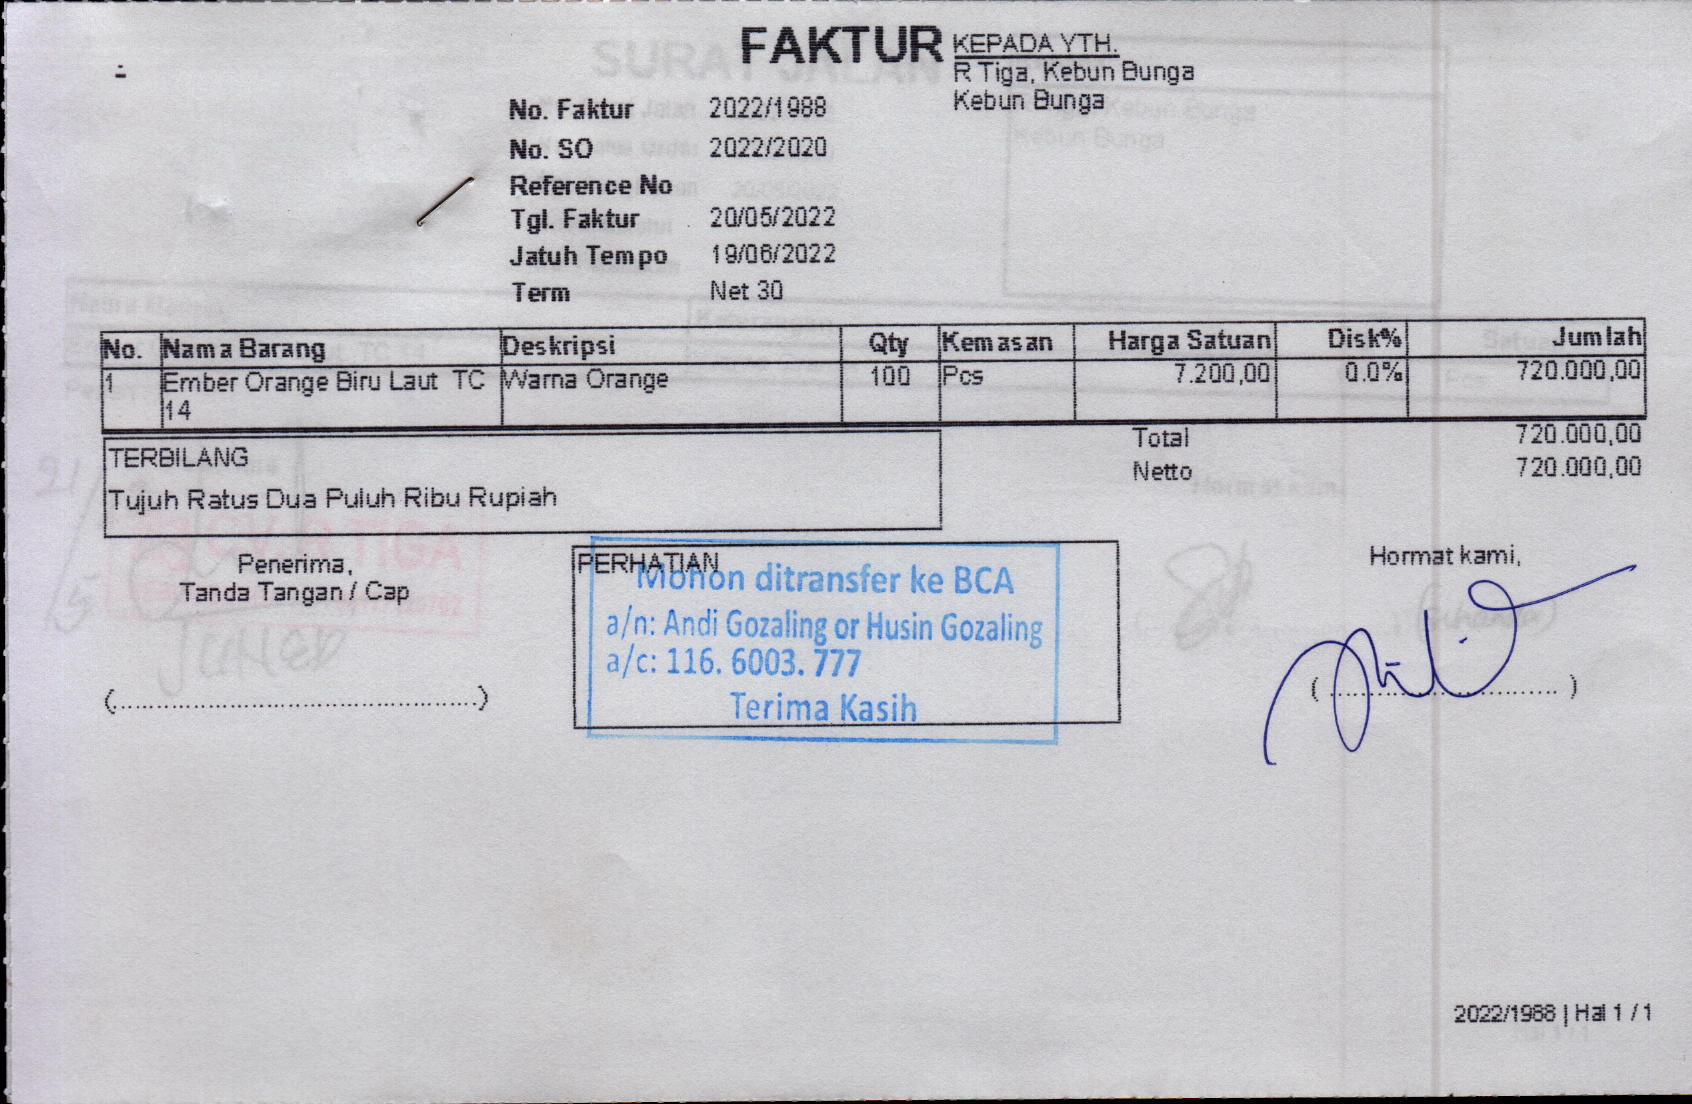 FAKTUR
KEPADA YTH.
R Tiga, Kebun Bunga
Kebun Bunga
No. Faktur 2022/1988
No. SO 2022/2020
Reference No
Tgl. Faktur 20/05/2022
Jatuh Tempo 19/06/2022
Term Net 30
No. Nama Barang Deskripsi Qty Kemasan Harga Satuan Disk% Jumlah
1 Ember Orange Biru Laut TC Warna Orange 100 Pcs 7.200,00 0.0% 720.000,00
14
Total 720.000,00
Netto 720.000,00
TERBILANG
Tujuh Ratus Dua Puluh Ribu Rupiah
Penerima,
Tanda Tangan / Cap
(................................................)
PERHATIAN
Mohon ditransfer ke BCA
a/n: Andi Gozaling or Husin Gozaling
a/c: 116. 6003. 777
Terima Kasih
Hormat kami,
( ................................ )
2022/1988 | Hal 1 / 1